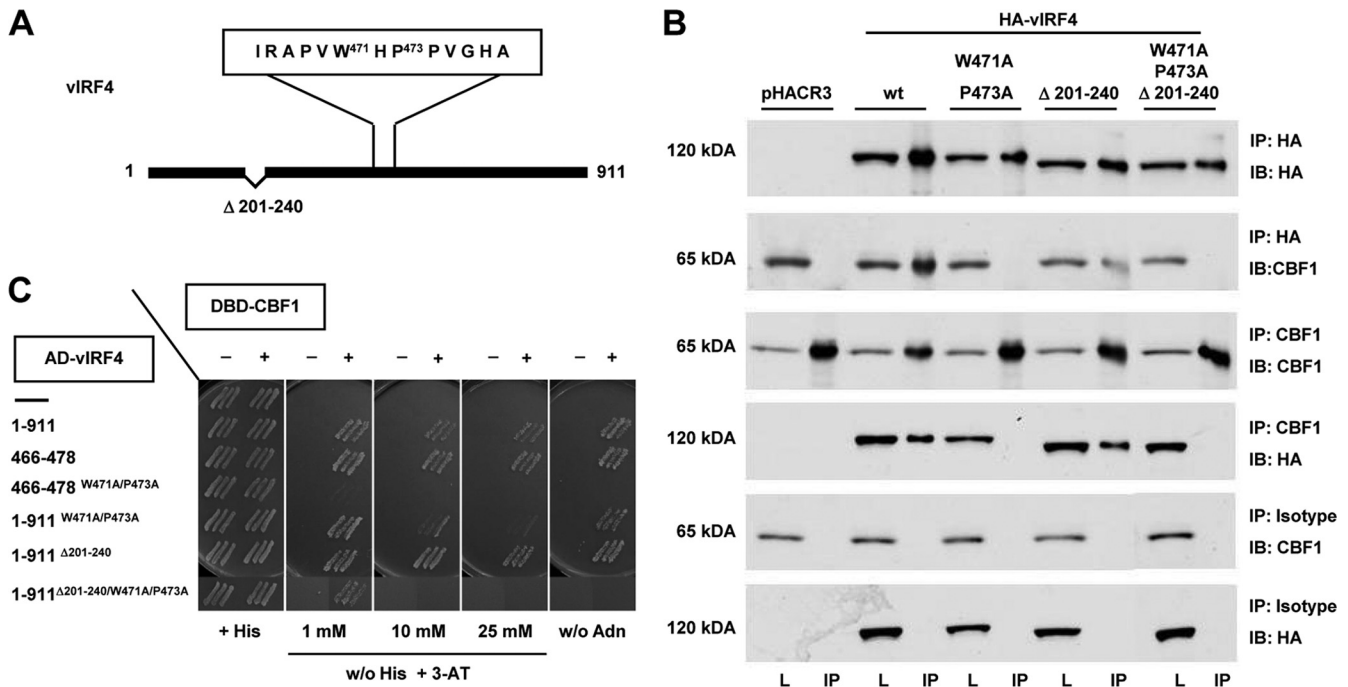 A
I R A P V W471 H P473 P V G H A
vIRF4
1
911
Δ 201-240
B
HA-vIRF4
pHACR3
wt
W471A
P473A
Δ 201-240
W471A
P473A
Δ 201-240
120 kDA
IP: HA
IB: HA
65 kDA
IP: HA
IB:CBF1
65 kDA
IP: CBF1
IB: CBF1
120 kDA
IP: CBF1
IB: HA
65 kDA
IP: Isotype
IB: CBF1
120 kDA
IP: Isotype
IB: HA
L IP L IP L IP L IP L IP
C
DBD-CBF1
AD-vIRF4
– + – + – + – + – +
—
1-911
466-478
466-478 W471A/P473A
1-911 W471A/P473A
1-911 Δ201-240
1-911 Δ201-240/W471A/P473A
+ His 1 mM 10 mM 25 mM w/o Adn
w/o His + 3-AT